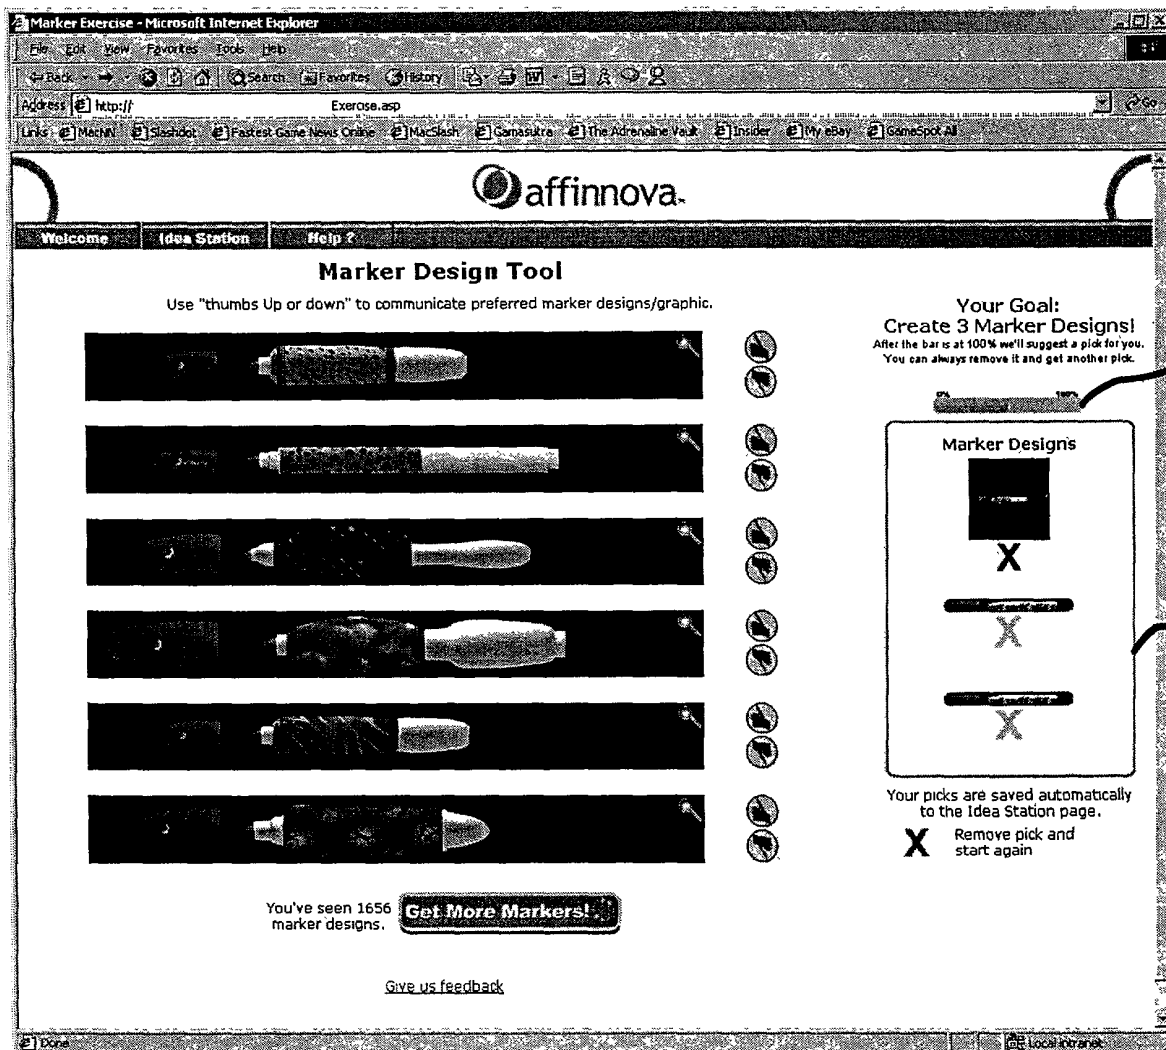 Marker Exercise - Microsoft Internet Explorer
File Edit View Favorites Tools Help
Back Search Favorites History
Address http:// Exercise.asp Go
Links MacNN Slashdot Fastest Game News Online MacSlash Gamasutra The Adrenaline Vault Insider My eBay GameSpot All
affinnova
Welcome Idea Station Help ?
Marker Design Tool
Use "thumbs Up or down" to communicate preferred marker designs/graphic.
Your Goal:
Create 3 Marker Designs!
After the bar is at 100% we'll suggest a pick for you.
You can always remove it and get another pick.
0% 100%
Marker Designs
X
X
X
Your picks are saved automatically
to the Idea Station page.
X Remove pick and
start again
You've seen 1656
marker designs.
Get More Markers!
Give us feedback
Done Local intranet